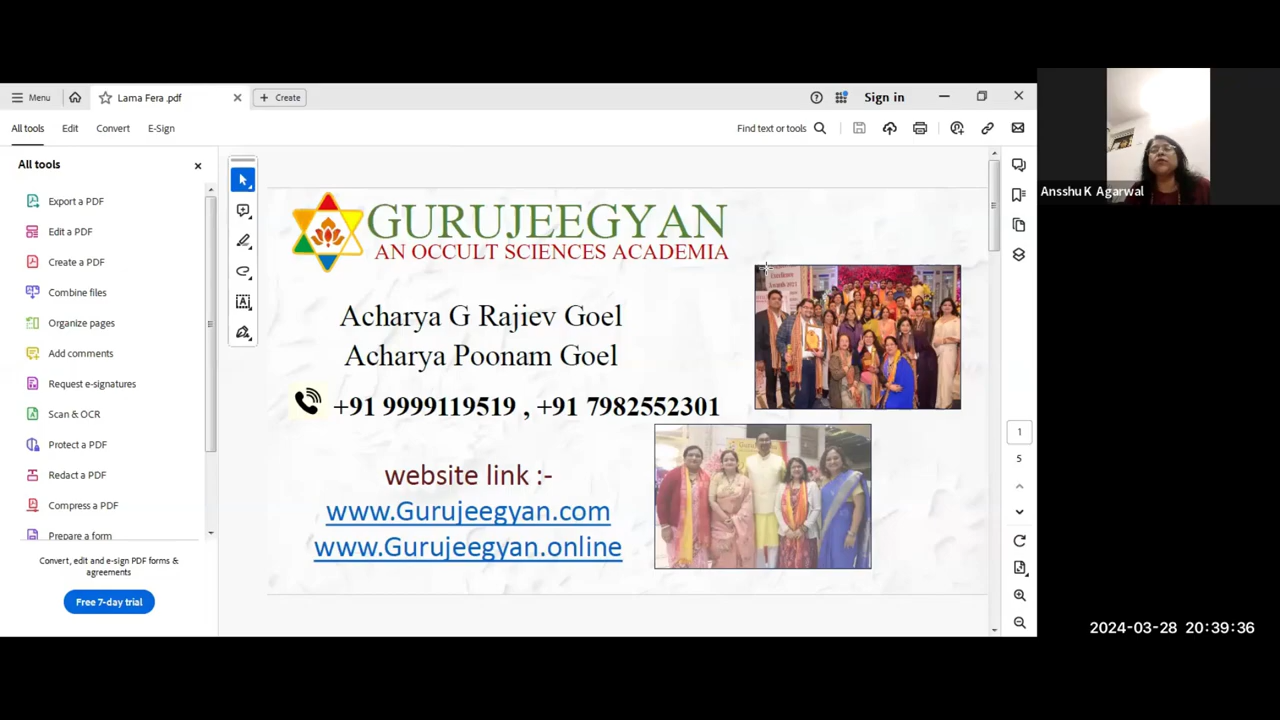 Menu
Lama Fera .pdf
Create
Sign in
All tools
Edit
Convert
E-Sign
Find text or tools
All tools
Export a PDF
Edit a PDF
Create a PDF
Combine files
Organize pages
Add comments
Request e-signatures
Scan & OCR
Protect a PDF
Redact a PDF
Compress a PDF
Prepare a form
Convert, edit and e-sign PDF forms &
agreements
Free 7-day trial
GURUJEEGYAN
AN OCCULT SCIENCES ACADEMIA
Acharya G Rajiev Goel
Acharya Poonam Goel
+91 9999119519 , +91 7982552301
website link :-
www.Gurujeegyan.com
www.Gurujeegyan.online
1
5
Ansshu K Agarwal
2024-03-28 20:39:36